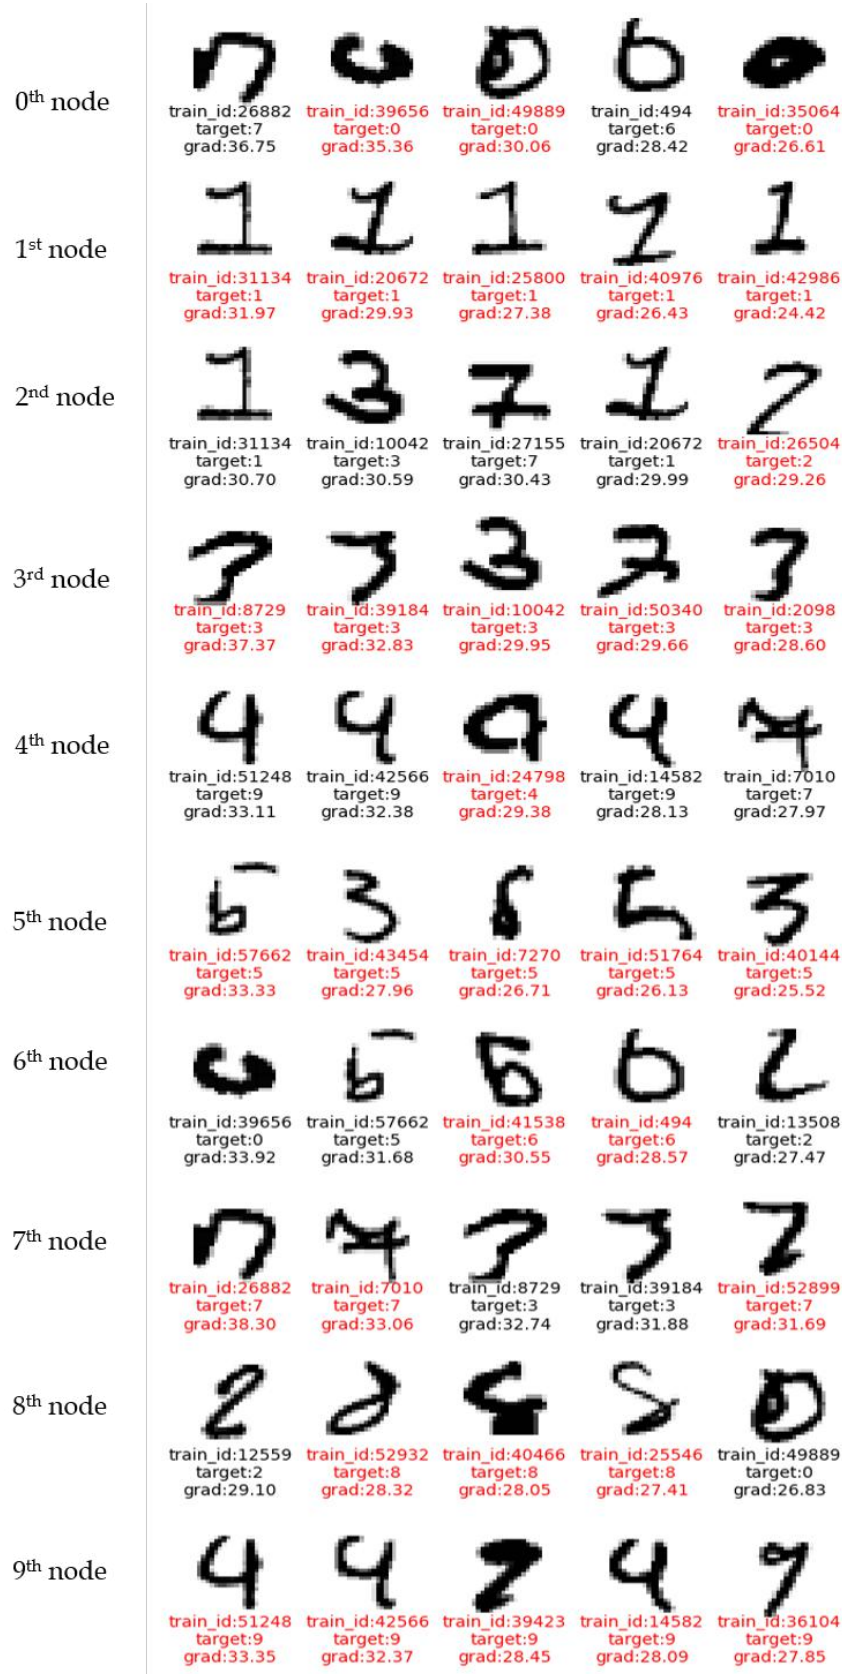 0th node
train_id:26882 train_id:39656 train_id:49889 train_id:494 train_id:35064
target:7 target:0 target:0 target:6 target:0
grad:36.75 grad:35.36 grad:30.06 grad:28.42 grad:26.61
1st node
train_id:31134 train_id:20672 train_id:25800 train_id:40976 train_id:42986
target:1 target:1 target:1 target:1 target:1
grad:31.97 grad:29.93 grad:27.38 grad:26.43 grad:24.42
2nd node
train_id:31134 train_id:10042 train_id:27155 train_id:20672 train_id:26504
target:1 target:3 target:7 target:1 target:2
grad:30.70 grad:30.59 grad:30.43 grad:29.99 grad:29.26
3rd node
train_id:8729 train_id:39184 train_id:10042 train_id:50340 train_id:2098
target:3 target:3 target:3 target:3 target:3
grad:37.37 grad:32.83 grad:29.95 grad:29.66 grad:28.60
4th node
train_id:51248 train_id:42566 train_id:24798 train_id:14582 train_id:7010
target:9 target:9 target:4 target:9 target:7
grad:33.11 grad:32.38 grad:29.38 grad:28.13 grad:27.97
5th node
train_id:57662 train_id:43454 train_id:7270 train_id:51764 train_id:40144
target:5 target:5 target:5 target:5 target:5
grad:33.33 grad:27.96 grad:26.71 grad:26.13 grad:25.52
6th node
train_id:39656 train_id:57662 train_id:41538 train_id:494 train_id:13508
target:0 target:5 target:6 target:6 target:2
grad:33.92 grad:31.68 grad:30.55 grad:28.57 grad:27.47
7th node
train_id:26882 train_id:7010 train_id:8729 train_id:39184 train_id:52899
target:7 target:7 target:3 target:3 target:7
grad:38.30 grad:33.06 grad:32.74 grad:31.88 grad:31.69
8th node
train_id:12559 train_id:52932 train_id:40466 train_id:25546 train_id:49889
target:2 target:8 target:8 target:8 target:0
grad:29.10 grad:28.32 grad:28.05 grad:27.41 grad:26.83
9th node
train_id:51248 train_id:42566 train_id:39423 train_id:14582 train_id:36104
target:9 target:9 target:9 target:9 target:9
grad:33.35 grad:32.37 grad:28.45 grad:28.09 grad:27.85